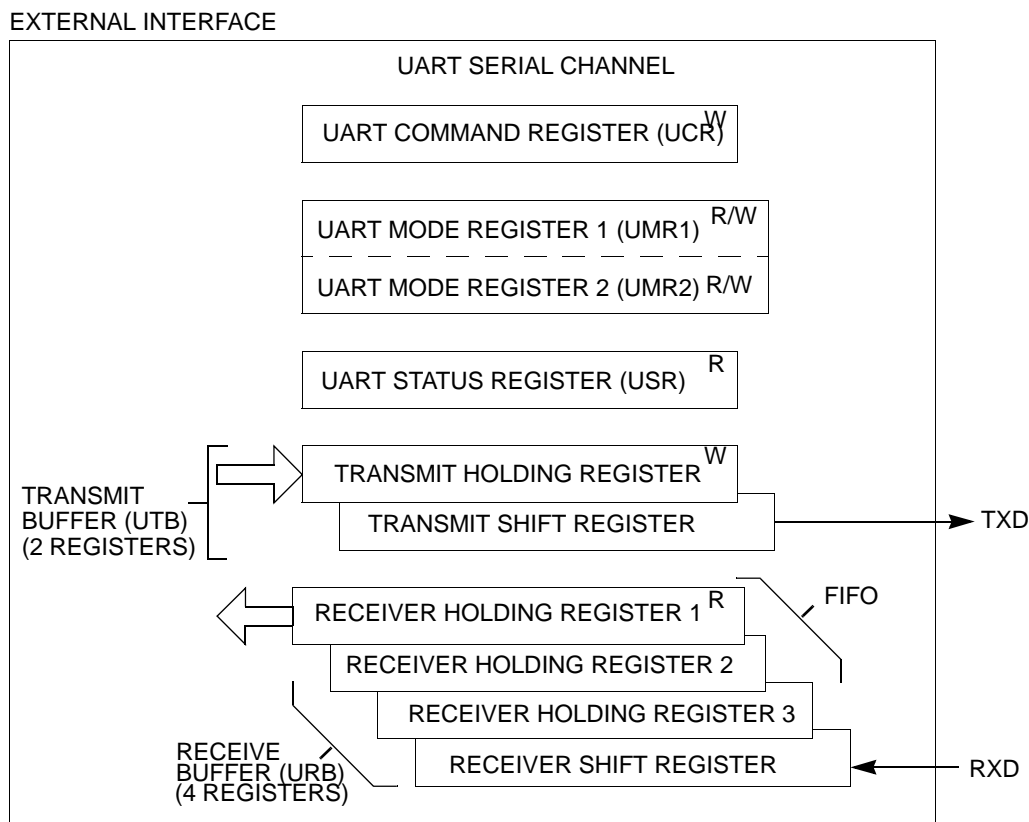 EXTERNAL INTERFACE
UART SERIAL CHANNEL
UART COMMAND REGISTER (UCR) W
UART MODE REGISTER 1 (UMR1) R/W
UART MODE REGISTER 2 (UMR2) R/W
UART STATUS REGISTER (USR) R
TRANSMIT HOLDING REGISTER W
TRANSMIT SHIFT REGISTER
TRANSMIT
BUFFER (UTB)
(2 REGISTERS)
TXD
RECEIVER HOLDING REGISTER 1 R
FIFO
RECEIVER HOLDING REGISTER 2
RECEIVER HOLDING REGISTER 3
RECEIVER SHIFT REGISTER
RECEIVE
BUFFER (URB)
(4 REGISTERS)
RXD